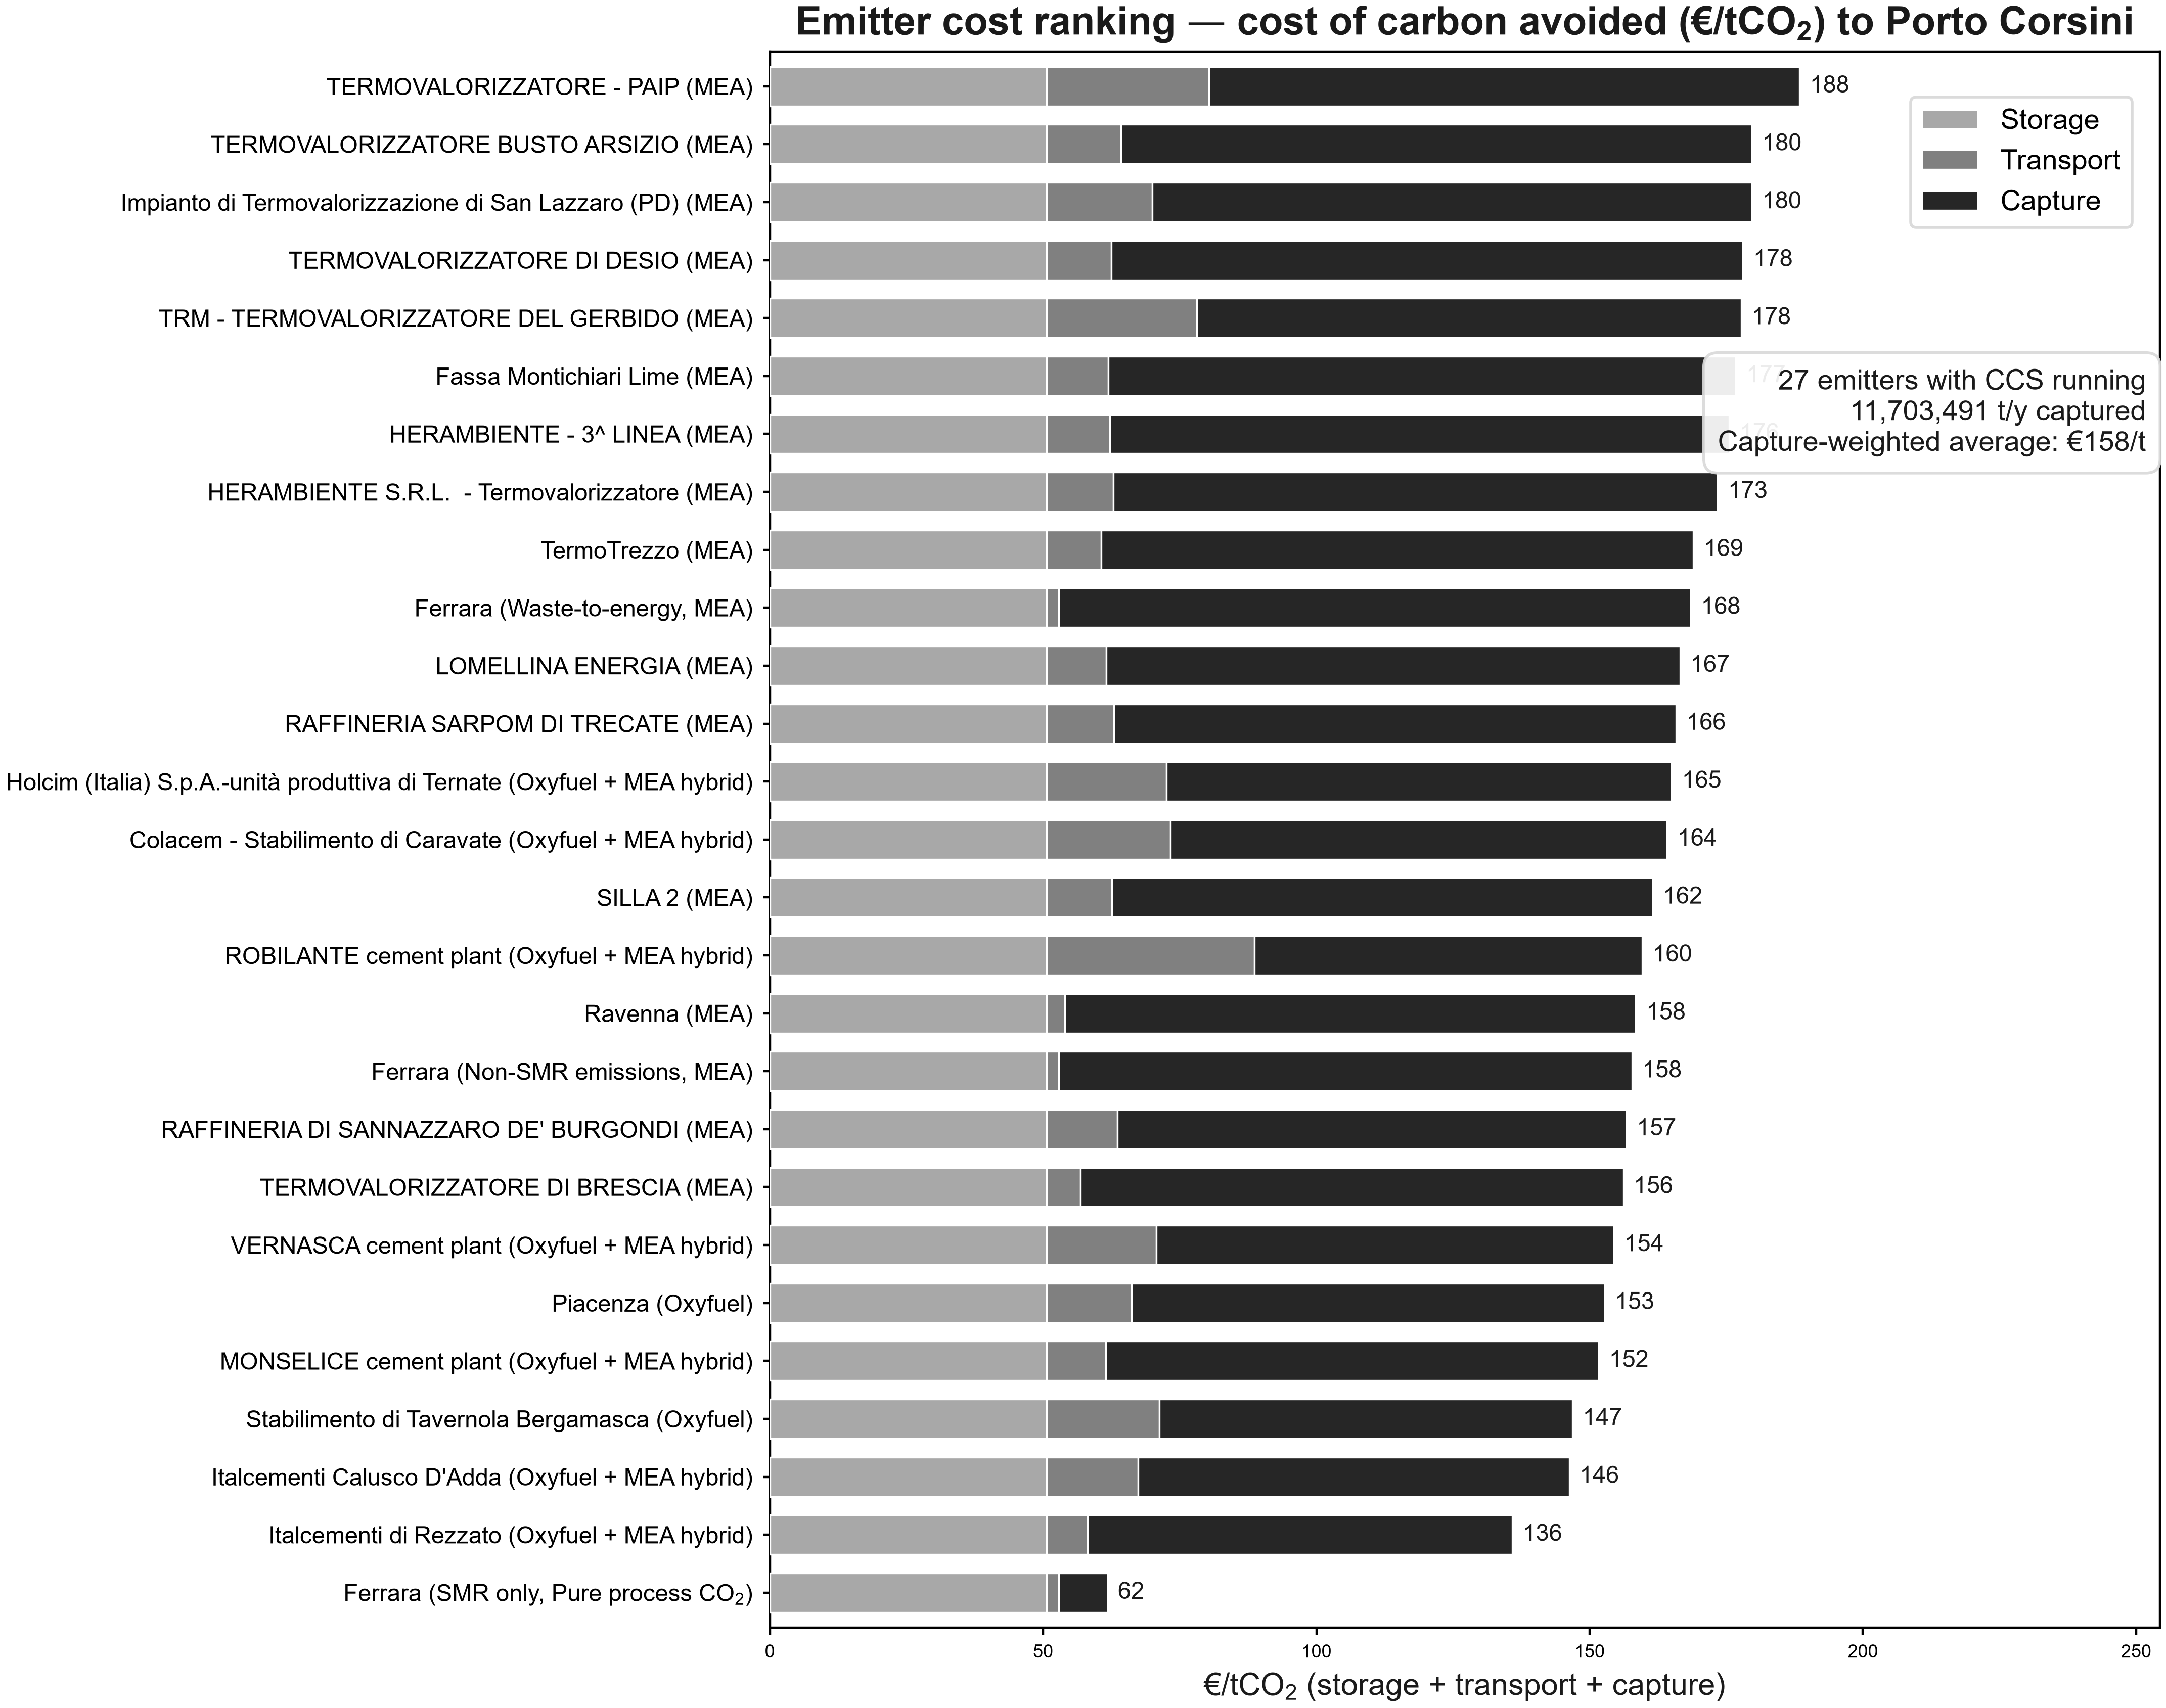 Emitter cost ranking — cost of carbon avoided (€/tCO₂) to Porto Corsini
TERMOVALORIZZATORE - PAIP (MEA) 188
TERMOVALORIZZATORE BUSTO ARSIZIO (MEA) 180
Impianto di Termovalorizzazione di San Lazzaro (PD) (MEA) 180
TERMOVALORIZZATORE DI DESIO (MEA) 178
TRM - TERMOVALORIZZATORE DEL GERBIDO (MEA) 178
Fassa Montichiari Lime (MEA) 177
HERAMBIENTE - 3^ LINEA (MEA) 176
HERAMBIENTE S.R.L.  - Termovalorizzatore (MEA) 173
TermoTrezzo (MEA) 169
Ferrara (Waste-to-energy, MEA) 168
LOMELLINA ENERGIA (MEA) 167
RAFFINERIA SARPOM DI TRECATE (MEA) 166
Holcim (Italia) S.p.A.-unità produttiva di Ternate (Oxyfuel + MEA hybrid) 165
Colacem - Stabilimento di Caravate (Oxyfuel + MEA hybrid) 164
SILLA 2 (MEA) 162
ROBILANTE cement plant (Oxyfuel + MEA hybrid) 160
Ravenna (MEA) 158
Ferrara (Non-SMR emissions, MEA) 158
RAFFINERIA DI SANNAZZARO DE' BURGONDI (MEA) 157
TERMOVALORIZZATORE DI BRESCIA (MEA) 156
VERNASCA cement plant (Oxyfuel + MEA hybrid) 154
Piacenza (Oxyfuel) 153
MONSELICE cement plant (Oxyfuel + MEA hybrid) 152
Stabilimento di Tavernola Bergamasca (Oxyfuel) 147
Italcementi Calusco D'Adda (Oxyfuel + MEA hybrid) 146
Italcementi di Rezzato (Oxyfuel + MEA hybrid) 136
Ferrara (SMR only, Pure process CO₂) 62
Storage
Transport
Capture
27 emitters with CCS running
11,703,491 t/y captured
Capture-weighted average: €158/t
0 50 100 150 200 250
€/tCO₂ (storage + transport + capture)